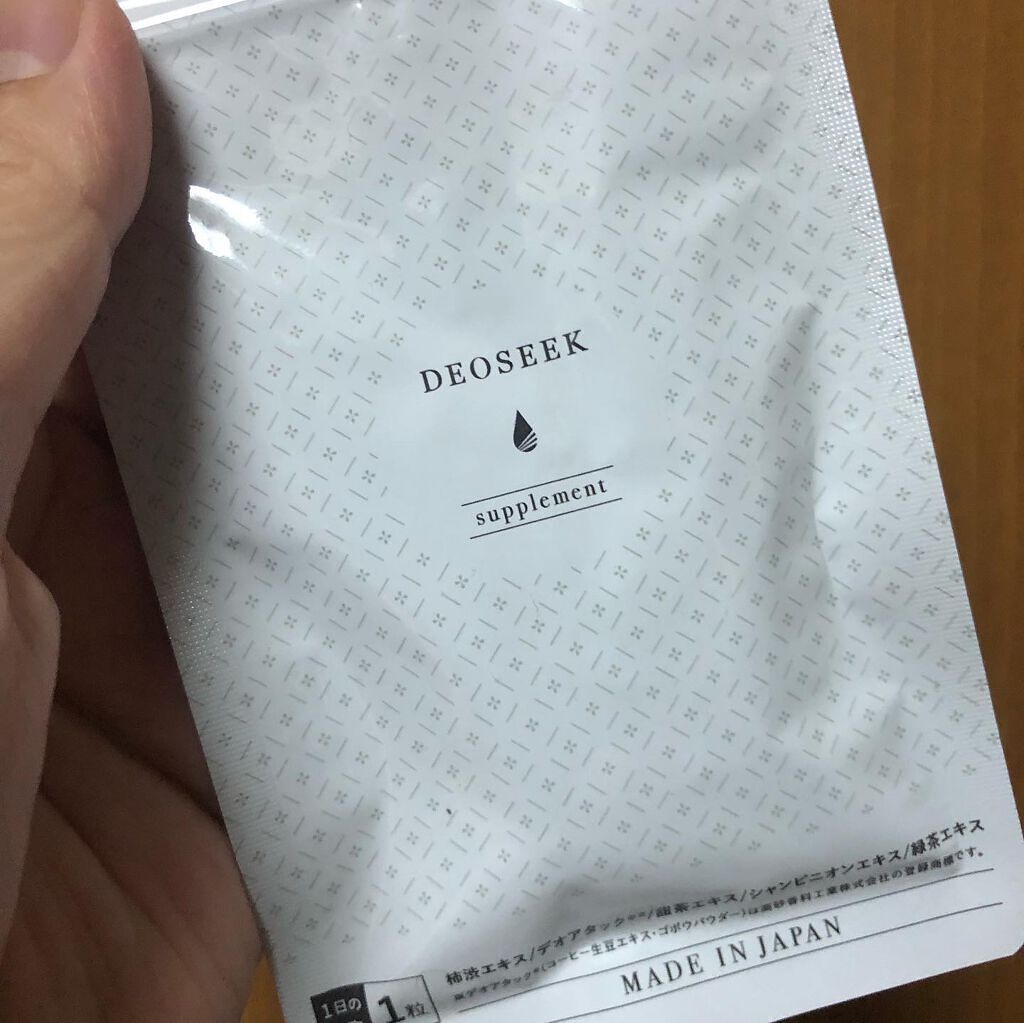 DEOSEEK
supplement
柿渋エキス/デオアタック®※/甜茶エキス/シャンピニオンエキス/緑茶エキス
※デオアタック®(コーヒー生豆エキス・ゴボウパウダー)は高砂香料工業株式会社の登録商標です。
1日の
1粒
MADE IN JAPAN